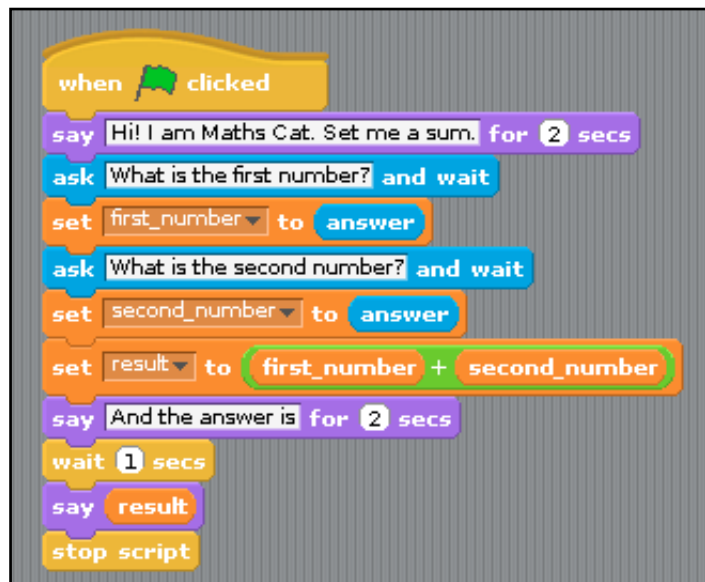 when clicked
say Hi! I am Maths Cat. Set me a sum. for 2 secs
ask What is the first number? and wait
set first_number to answer
ask What is the second number? and wait
set second_number to answer
set result to first_number + second_number
say And the answer is for 2 secs
wait 1 secs
say result
stop script